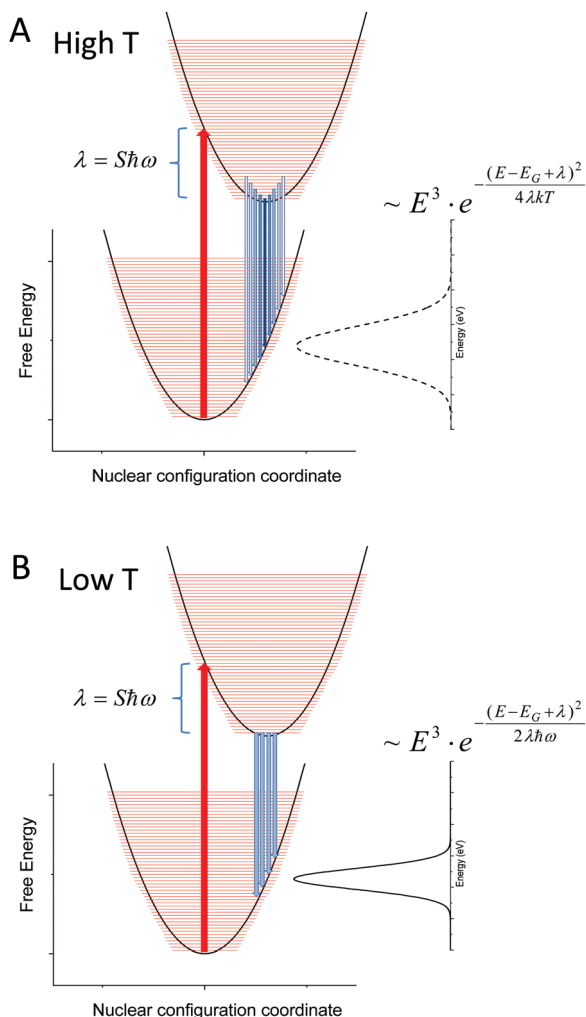 A
High T
λ = Sħω
~ E³ · e^{-(E-E_G+λ)²/4λkT}
Free Energy
Energy (eV)
Nuclear configuration coordinate
B
Low T
λ = Sħω
~ E³ · e^{-(E-E_G+λ)²/2λħω}
Free Energy
Energy (eV)
Nuclear configuration coordinate